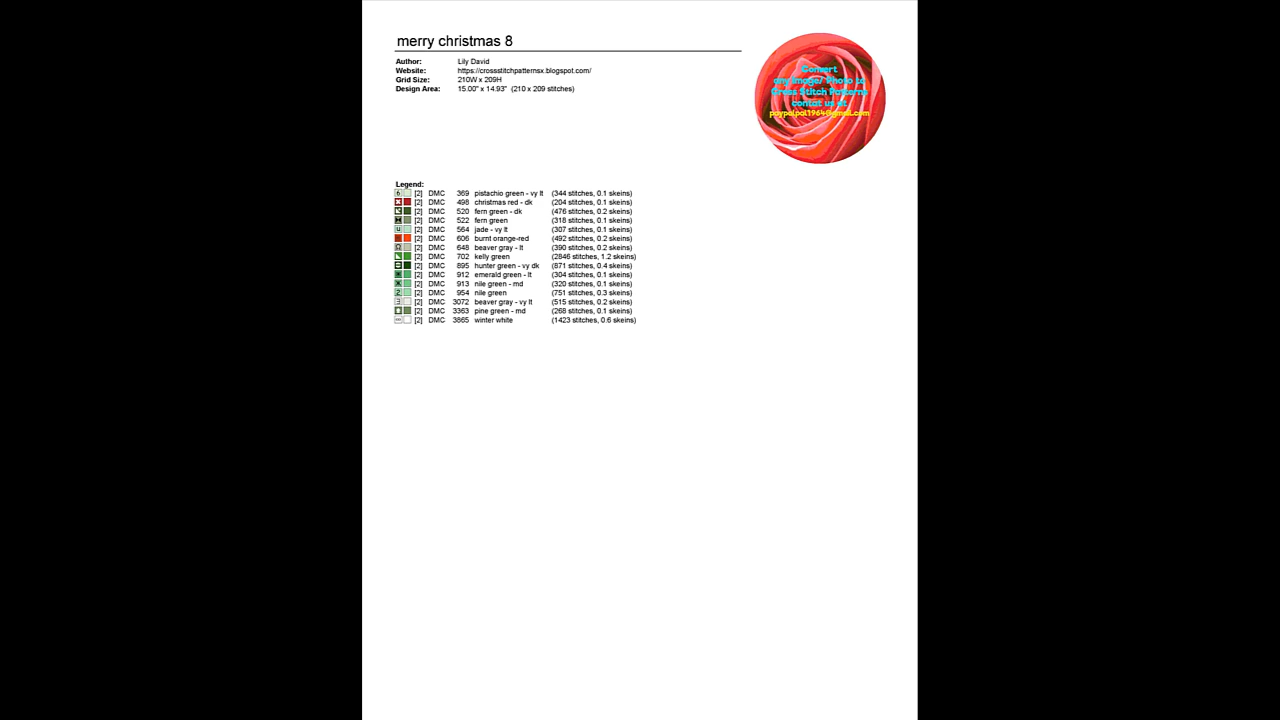 merry christmas 8
Author: Lily David
Website: https://crossstitchpatternsx.blogspot.com/
Grid Size: 210W x 209H
Design Area: 15.00" x 14.93" (210 x 209 stitches)
Convert
any Image/ Photo to
Cross Stitch Patterns
contat us at
paypalpal1964@gmail.com
Legend:
[2] DMC 369 pistachio green - vy lt (344 stitches, 0.1 skeins)
[2] DMC 498 christmas red - dk (204 stitches, 0.1 skeins)
[2] DMC 520 fern green - dk (476 stitches, 0.2 skeins)
[2] DMC 522 fern green (318 stitches, 0.1 skeins)
[2] DMC 564 jade - vy lt (307 stitches, 0.1 skeins)
[2] DMC 606 burnt orange-red (492 stitches, 0.2 skeins)
[2] DMC 648 beaver gray - lt (390 stitches, 0.2 skeins)
[2] DMC 702 kelly green (2846 stitches, 1.2 skeins)
[2] DMC 895 hunter green - vy dk (871 stitches, 0.4 skeins)
[2] DMC 912 emerald green - lt (304 stitches, 0.1 skeins)
[2] DMC 913 nile green - md (320 stitches, 0.1 skeins)
[2] DMC 954 nile green (751 stitches, 0.3 skeins)
[2] DMC 3072 beaver gray - vy lt (515 stitches, 0.2 skeins)
[2] DMC 3363 pine green - md (268 stitches, 0.1 skeins)
[2] DMC 3865 winter white (1423 stitches, 0.6 skeins)